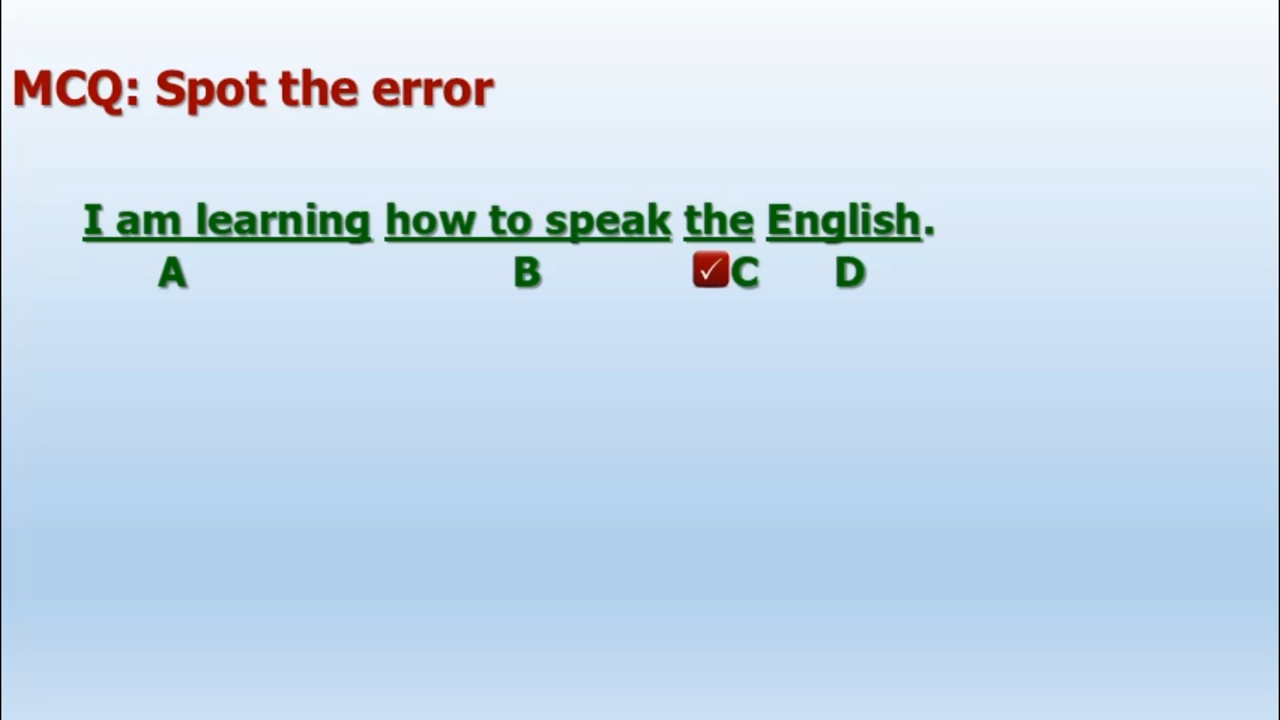 MCQ: Spot the error
I am learning how to speak the English.
A B ✓C D